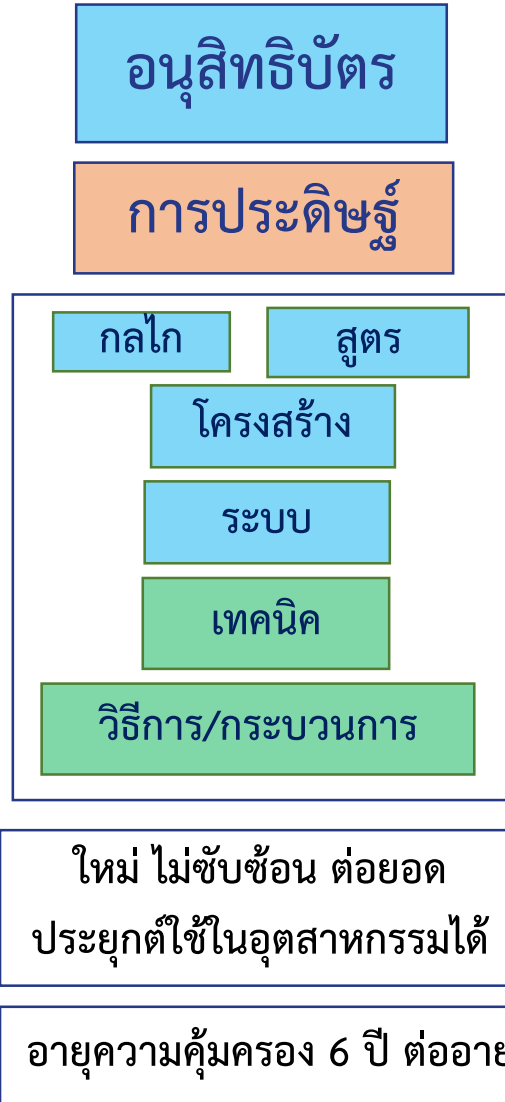 อนุสิทธิบัตร
การประดิษฐ์
กลไก สูตร
โครงสร้าง
ระบบ
เทคนิค
วิธีการ/กระบวนการ
ใหม่ ไม่ซับซ้อน ต่อยอด
ประยุกต์ใช้ในอุตสาหกรรมได้
อายุความคุ้มครอง 6 ปี